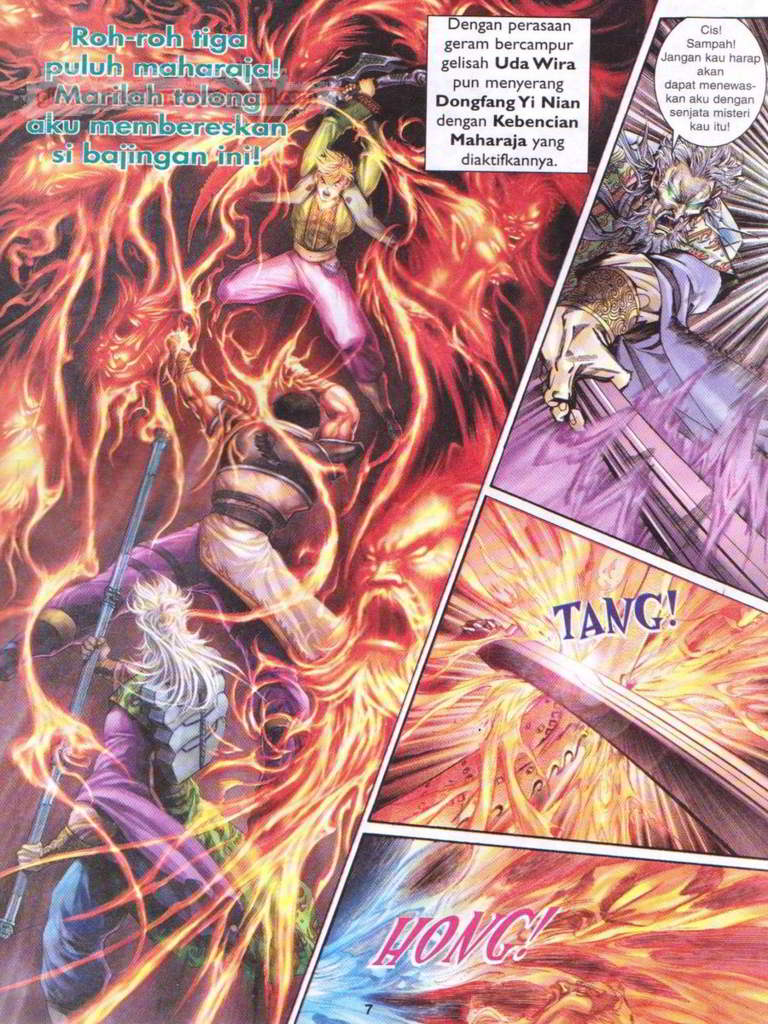 Roh-roh tiga
puluh maharaja!
Marilah tolong
aku membereskan
si bajingan ini!
Dengan perasaan
geram bercampur
gelisah Uda Wira
pun menyerang
Dongfang Yi Nian
dengan Kebencian
Maharaja yang
diaktifkannya.
Cis!
Sampah!
Jangan kau harap
akan
dapat menewas-
kan aku dengan
senjata misteri
kau itu!
TANG!
HONG!
7